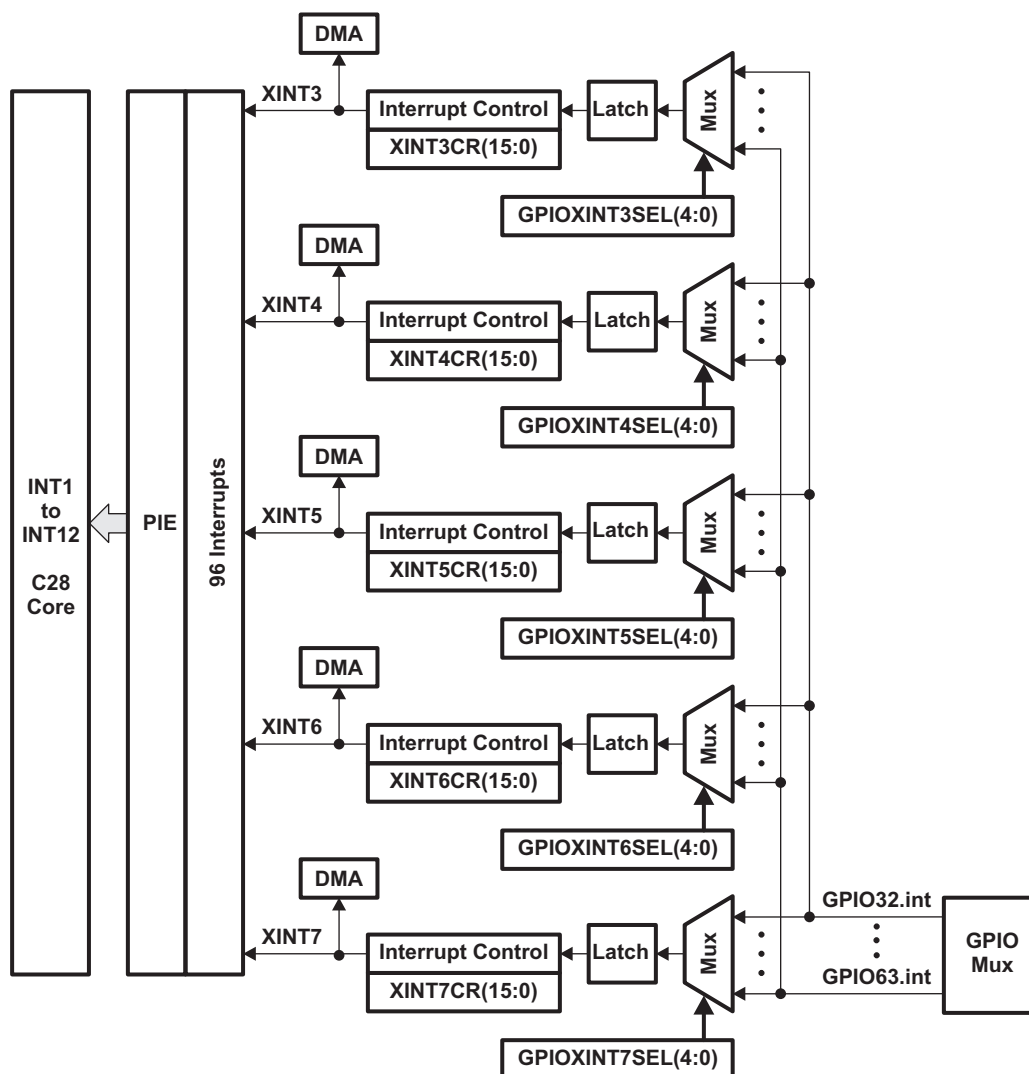 DMA
XINT3
Interrupt Control
XINT3CR(15:0)
Latch
Mux
GPIOXINT3SEL(4:0)
DMA
XINT4
Interrupt Control
XINT4CR(15:0)
Latch
Mux
GPIOXINT4SEL(4:0)
INT1
to
INT12
C28
Core
PIE
96 Interrupts
DMA
XINT5
Interrupt Control
XINT5CR(15:0)
Latch
Mux
GPIOXINT5SEL(4:0)
DMA
XINT6
Interrupt Control
XINT6CR(15:0)
Latch
Mux
GPIOXINT6SEL(4:0)
DMA
XINT7
Interrupt Control
XINT7CR(15:0)
Latch
Mux
GPIOXINT7SEL(4:0)
GPIO32.int
GPIO63.int
GPIO
Mux